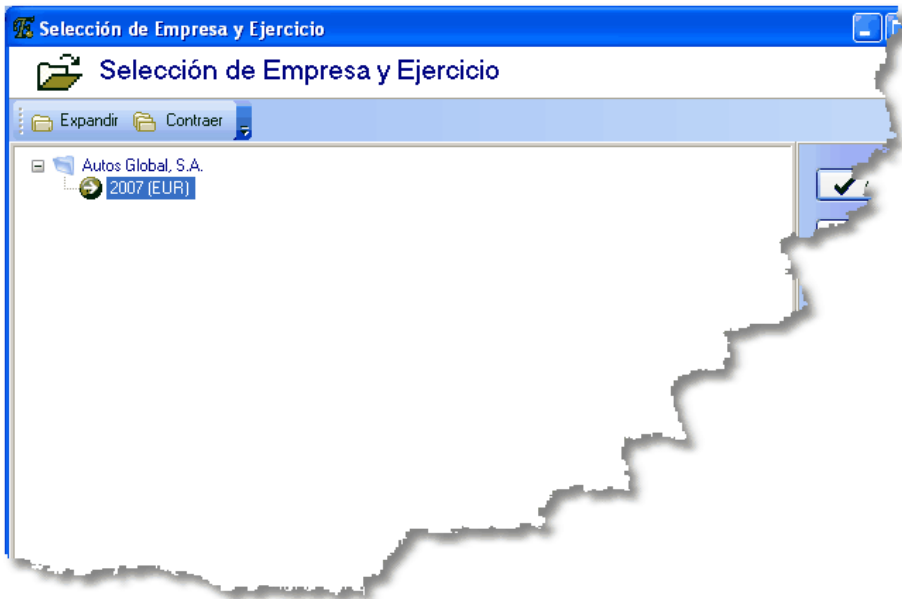 Selección de Empresa y Ejercicio
Selección de Empresa y Ejercicio
Expandir Contraer
Autos Global, S.A.
2007 (EUR)